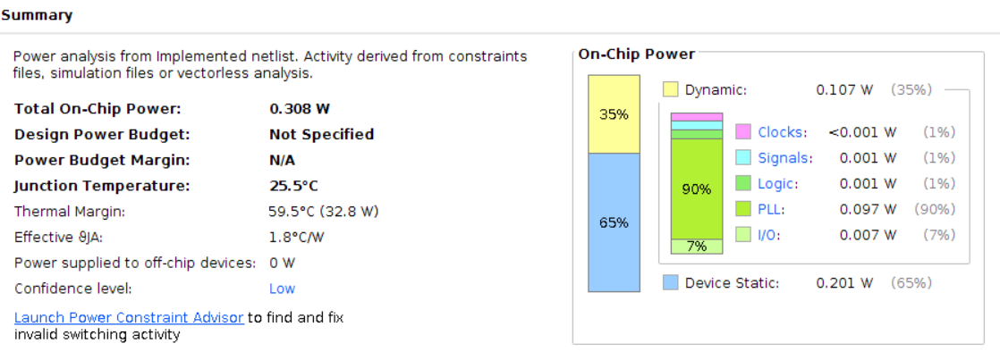 Summary
Power analysis from Implemented netlist. Activity derived from constraints
files, simulation files or vectorless analysis.
Total On-Chip Power: 0.308 W
Design Power Budget: Not Specified
Power Budget Margin: N/A
Junction Temperature: 25.5°C
Thermal Margin: 59.5°C (32.8 W)
Effective ϑJA: 1.8°C/W
Power supplied to off-chip devices: 0 W
Confidence level: Low
Launch Power Constraint Advisor to find and fix
invalid switching activity
On-Chip Power
35%
65%
Dynamic: 0.107 W (35%)
90%
7%
Clocks: <0.001 W (1%)
Signals: 0.001 W (1%)
Logic: 0.001 W (1%)
PLL: 0.097 W (90%)
I/O: 0.007 W (7%)
Device Static: 0.201 W (65%)